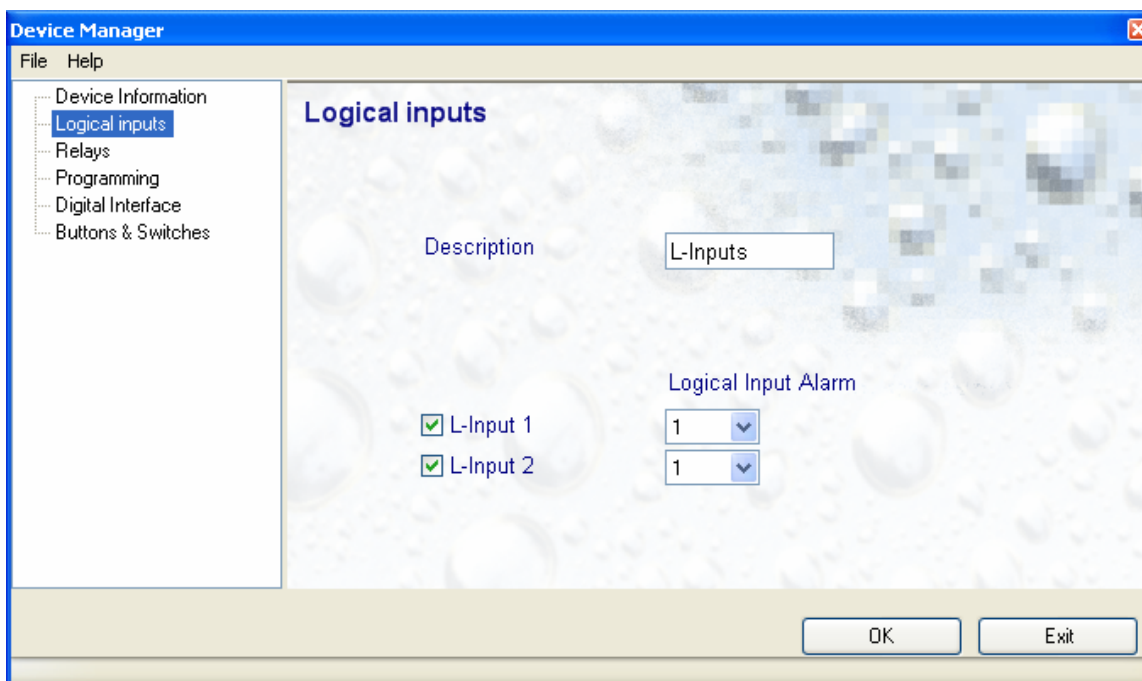 Device Manager
File Help
Device Information
Logical inputs
Relays
Programming
Digital Interface
Buttons & Switches
Logical inputs
Description L-Inputs
Logical Input Alarm
L-Input 1 1
L-Input 2 1
OK Exit